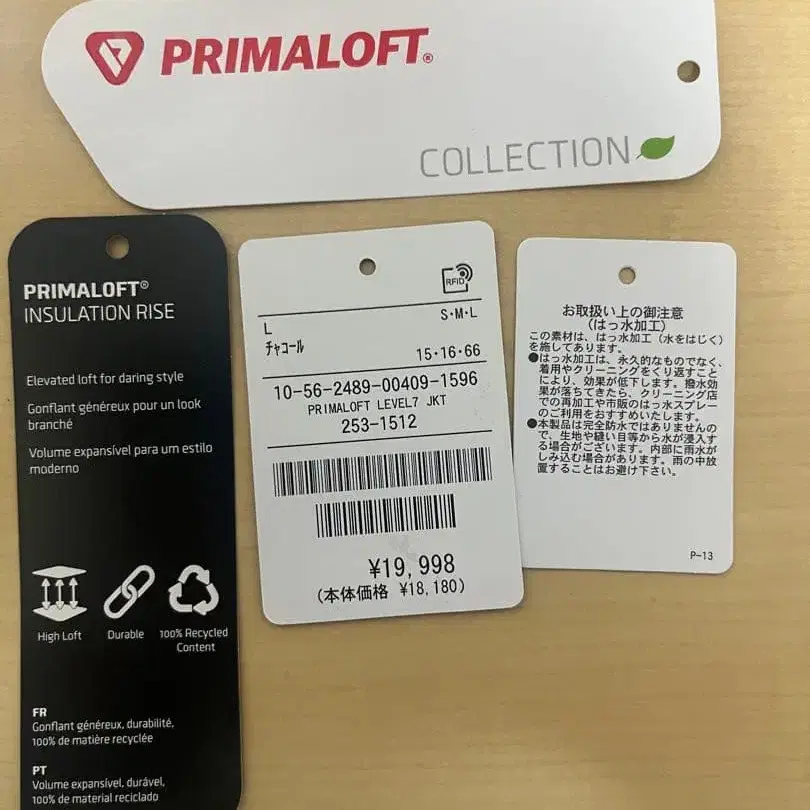 PRIMALOFT®
COLLECTION
PRIMALOFT®
INSULATION RISE
Elevated loft for daring style
Gonflant généreux pour un look
branché
Volume expansível para um estilo
moderno
High Loft
Durable
100% Recycled
Content
FR
Gonflant généreux, durabilité,
100% de matière recyclée
PT
Volume expansível, durável,
100% de material reciclado
RFID
L
S・M・L
チャコール
15・16・66
10-56-2489-00409-1596
PRIMALOFT LEVEL7 JKT
253-1512
¥19,998
(本体価格 ¥18,180)
お取扱い上の御注意
(はっ水加工)
この素材は、はっ水加工(水をはじく)
を施してあります。
●はっ水加工は、永久的なものでなく、
着用やクリーニングをくり返すこと
により、効果が低下します。撥水効
果が落ちてきたら、クリーニング店
での再加工や市販のはっ水スプレー
のご利用をおすすめいたします。
●本製品は完全防水ではありませんの
で、生地や縫い目等から水が浸入す
る場合がございます。内部に雨水が
しみ込む場合があります。雨の中放
置することはお避け下さい。
P-13